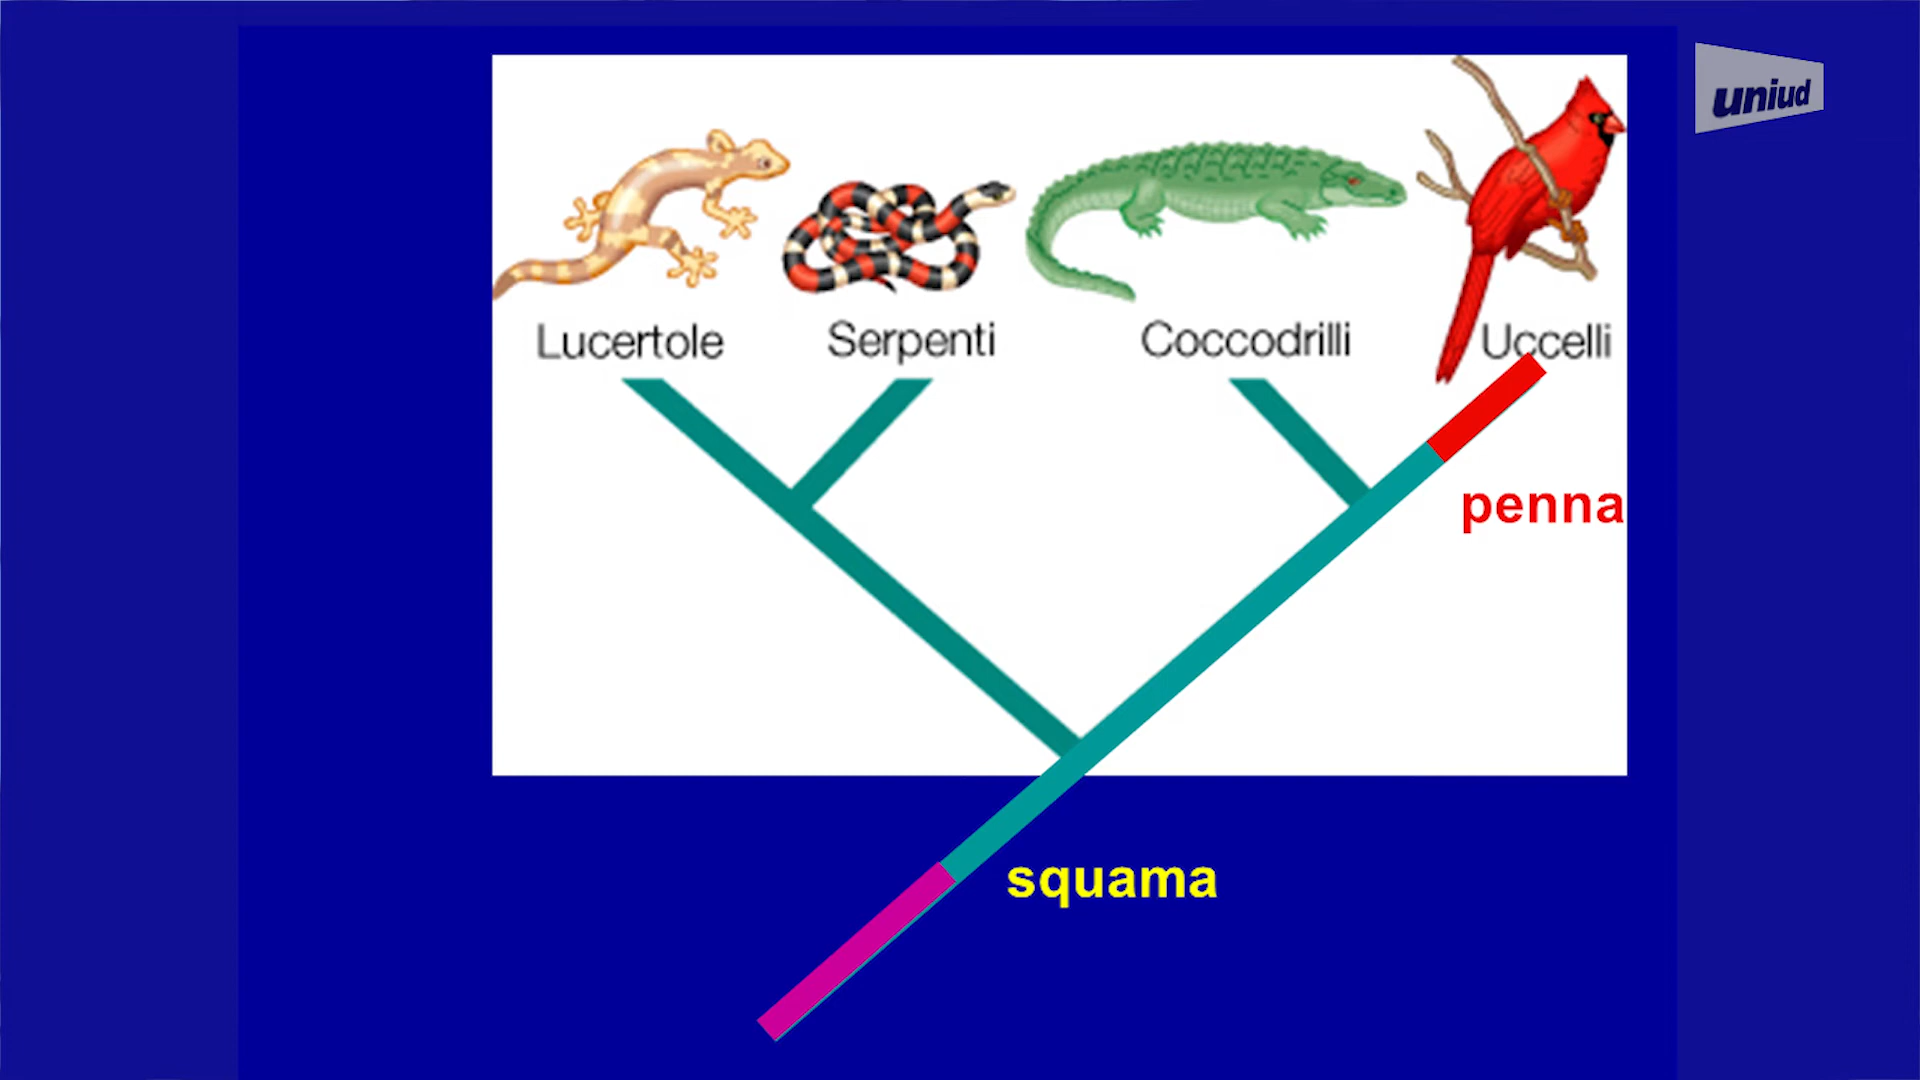 uniud
Lucertole
Serpenti
Coccodrilli
Uccelli
penna
squama